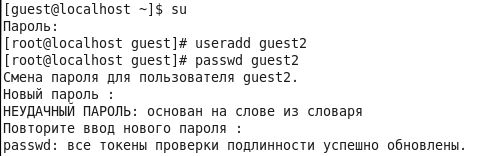 [guest@localhost ~]$ su
Пароль:
[root@localhost guest]# useradd guest2
[root@localhost guest]# passwd guest2
Смена пароля для пользователя guest2.
Новый пароль :
НЕУДАЧНЫЙ ПАРОЛЬ: основан на слове из словаря
Повторите ввод нового пароля :
passwd: все токены проверки подлинности успешно обновлены.